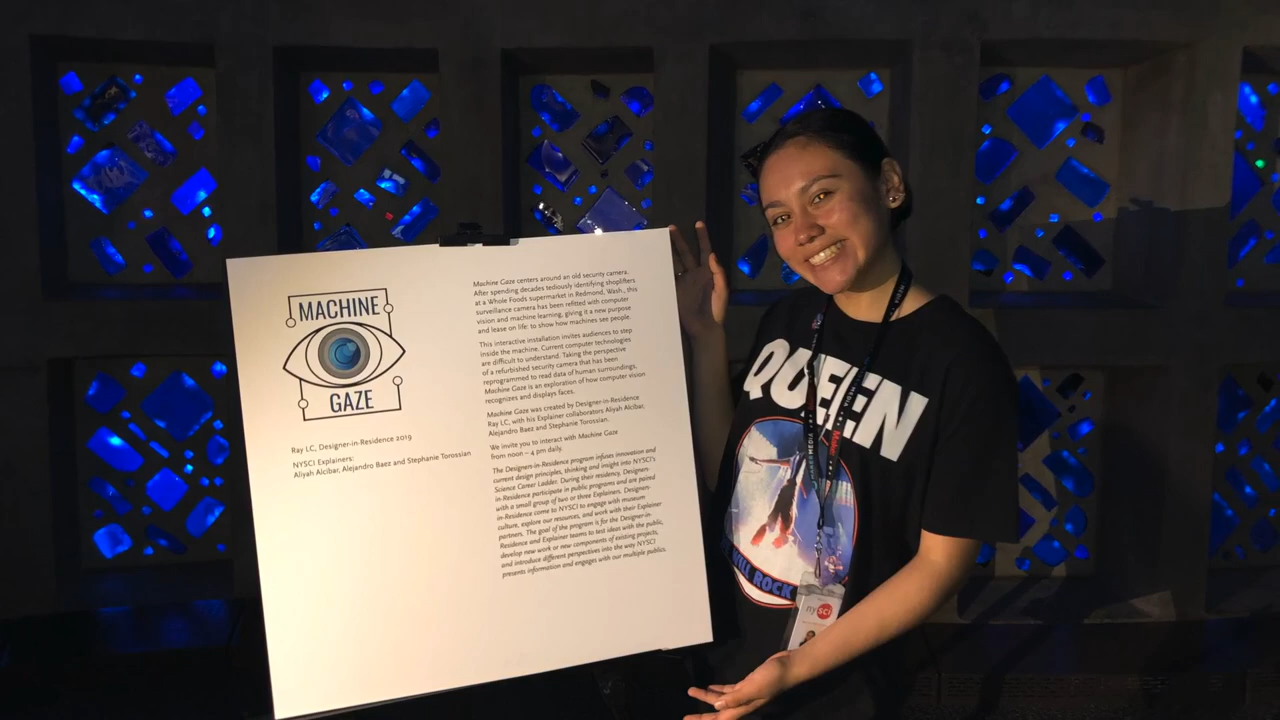 MACHINE
GAZE
Ray LC, Designer-in-Residence 2019
NYSCI Explainers:
Aliyah Alcibar, Alejandro Baez and Stephanie Torossian
Machine Gaze centers around an old security camera.
After spending decades tediously identifying shoplifters
at a Whole Foods supermarket in Redmond, Wash., this
surveillance camera has been refitted with computer
vision and machine learning, giving it a new purpose
and lease on life: to show how machines see people.
This interactive installation invites audiences to step
inside the machine. Current computer technologies
are difficult to understand. Taking the perspective
of a refurbished security camera that has been
reprogrammed to read data of human surroundings,
Machine Gaze is an exploration of how computer vision
recognizes and displays faces.
Machine Gaze was created by Designer-in-Residence
Ray LC, with his Explainer collaborators Aliyah Alcibar,
Alejandro Baez and Stephanie Torossian.
We invite you to interact with Machine Gaze
from noon – 4 pm daily.
The Designer-in-Residence program infuses innovation and
current design principles, thinking and insight into NYSCI's
Science Career Ladder. During their residency, Designer-
in-Residence participate in public programs and are paired
with a small group of two or three Explainers. Designer-
in-Residence come to NYSCI to engage with museum
culture, explore our resources, and work with their Explainer
partners. The goal of the program is for the Designer-in-
Residence and Explainer teams to test ideas with the public,
develop new work or new components of existing projects,
and introduce different perspectives into the way NYSCI
presents information and engages with our multiple publics.
QUEEN
WILL ROCK
MEDIA
nysci